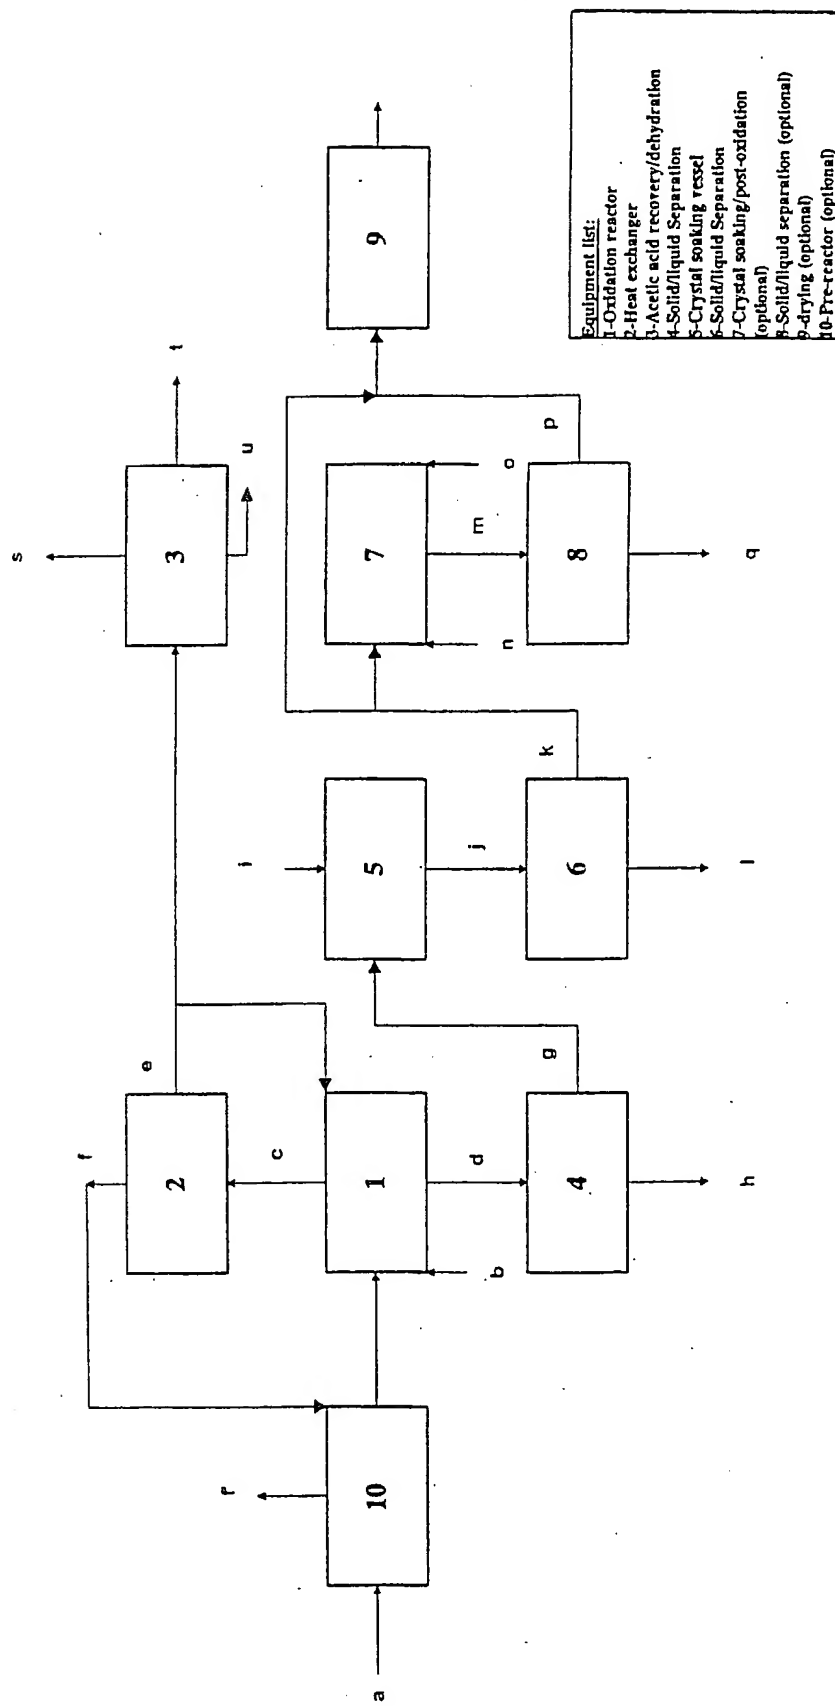 s
f
e
t
2
3
r
i
u
c
a
10
1
5
7
9
d
j
m
b
n
o
g
k
p
4
6
8
h
l
q
Equipment list:
1-Oxidation reactor
2-Heat exchanger
3-Acetic acid recovery/dehydration
4-Solid/liquid Separation
5-Crystal soaking vessel
6-Solid/liquid Separation
7-Crystal soaking/post-oxidation
(optional)
8-Solid/liquid separation (optional)
9-drying (optional)
10-Pre-reactor (optional)